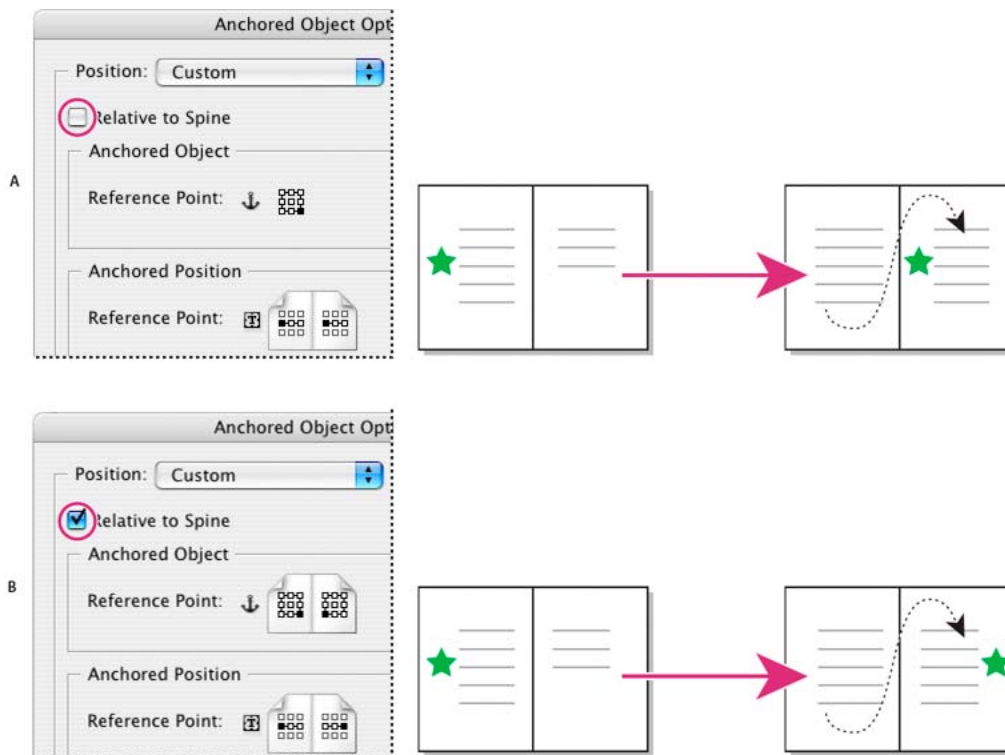 Anchored Object Opt
Position: Custom
Relative to Spine
Anchored Object
A
Reference Point:
Anchored Position
Reference Point: T
Anchored Object Opt
Position: Custom
Relative to Spine
Anchored Object
B
Reference Point:
Anchored Position
Reference Point: T